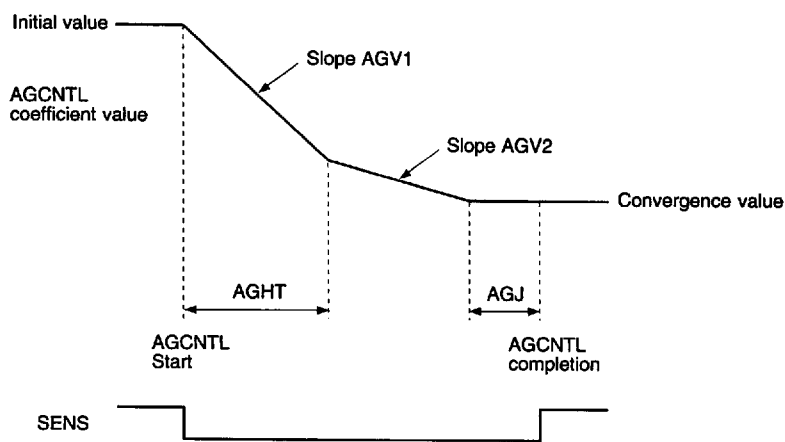 Initial value
Slope AGV1
AGCNTL
coefficient value
Slope AGV2
Convergence value
AGHT
AGJ
AGCNTL
Start
AGCNTL
completion
SENS